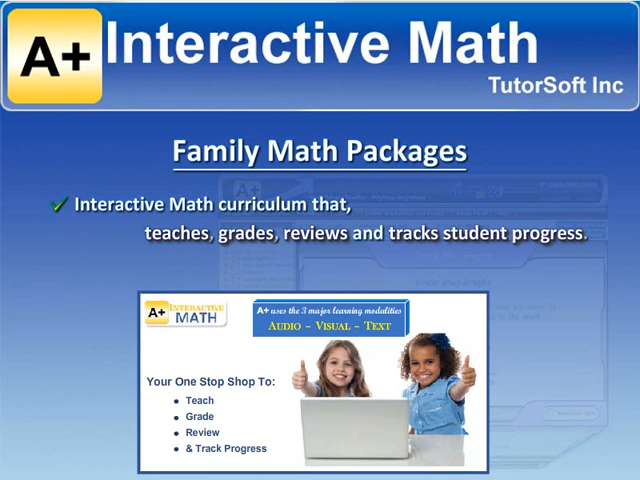 A+ Interactive Math
TutorSoft Inc
Family Math Packages
Interactive Math curriculum that,
teaches, grades, reviews and tracks student progress.
A+ INTERACTIVE
MATH
A+ uses the 3 major learning modalities
AUDIO – VISUAL – TEXT
Your One Stop Shop To:
• Teach
• Grade
• Review
• & Track Progress